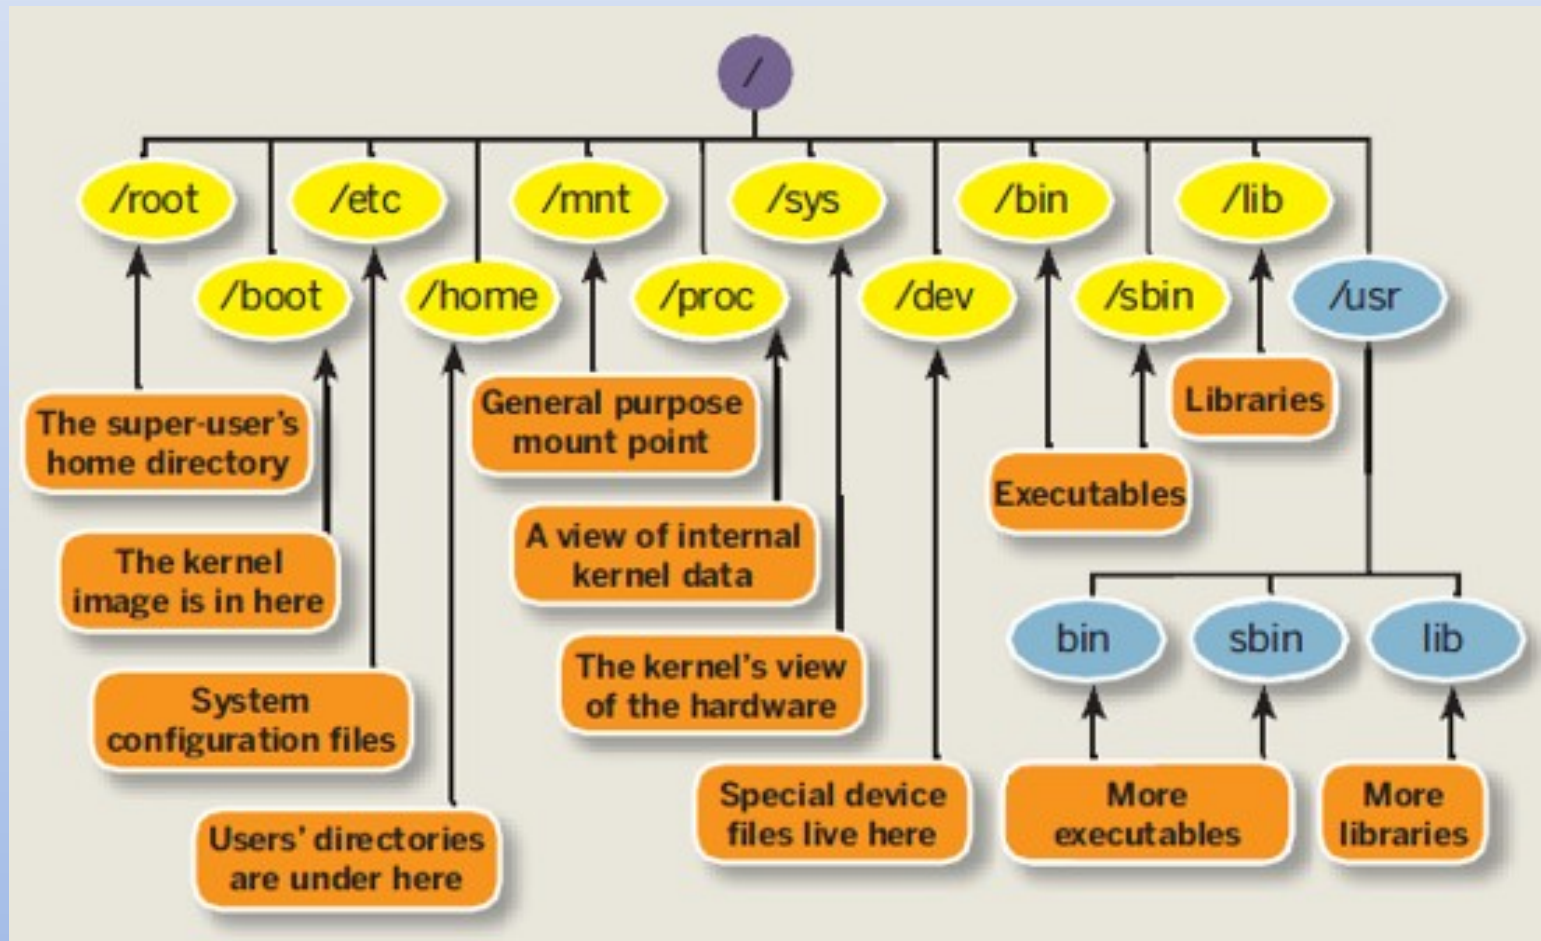 /
/root
/etc
/mnt
/sys
/bin
/lib
/boot
/home
/proc
/dev
/sbin
/usr
The super-user's
home directory
General purpose
mount point
Libraries
Executables
A view of internal
kernel data
The kernel
image is in here
bin
sbin
lib
The kernel's view
of the hardware
System
configuration files
Special device
files live here
More
executables
More
libraries
Users' directories
are under here